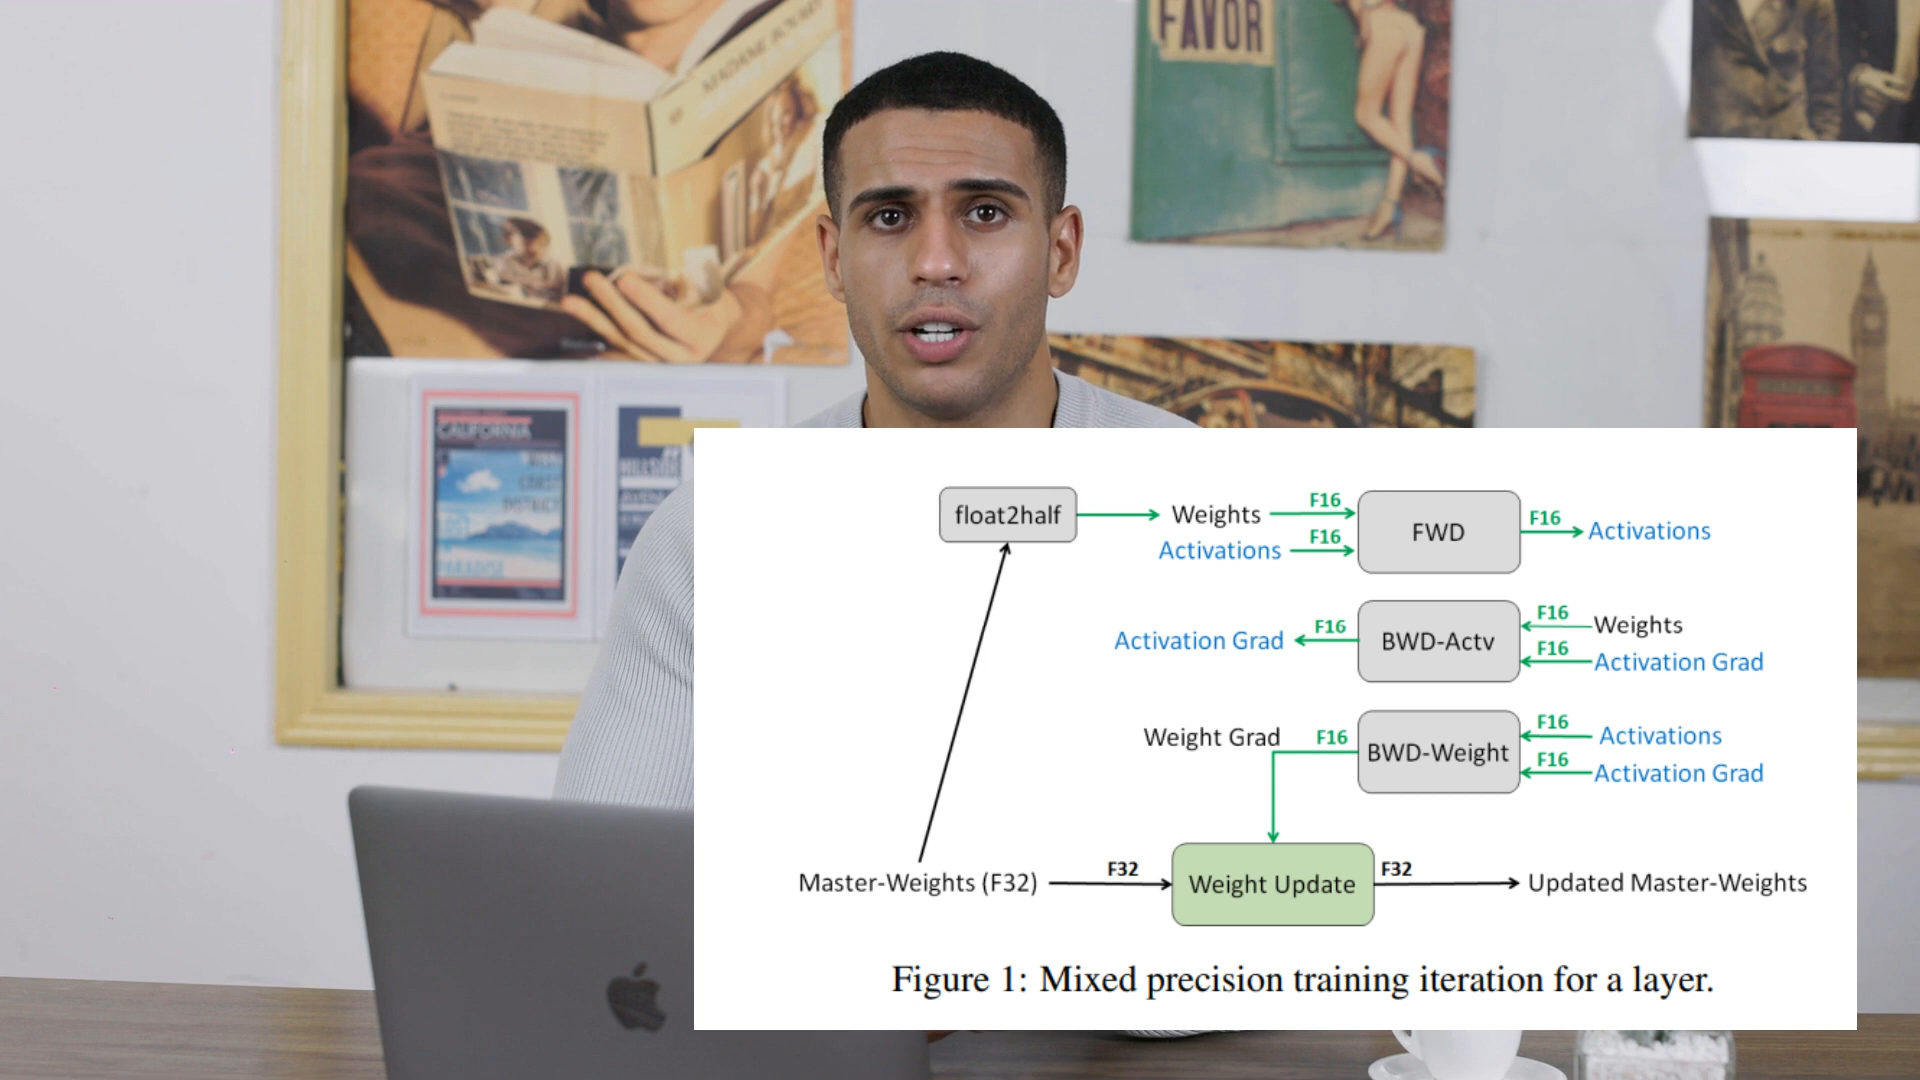 FAVOR
CALIFORNIA
PARADISE
float2half
Weights
F16
Activations
F16
FWD
F16
Activations
Activation Grad
F16
BWD-Actv
F16
Weights
F16
Activation Grad
Weight Grad
F16
BWD-Weight
F16
Activations
F16
Activation Grad
Master-Weights (F32)
F32
Weight Update
F32
Updated Master-Weights
Figure 1: Mixed precision training iteration for a layer.